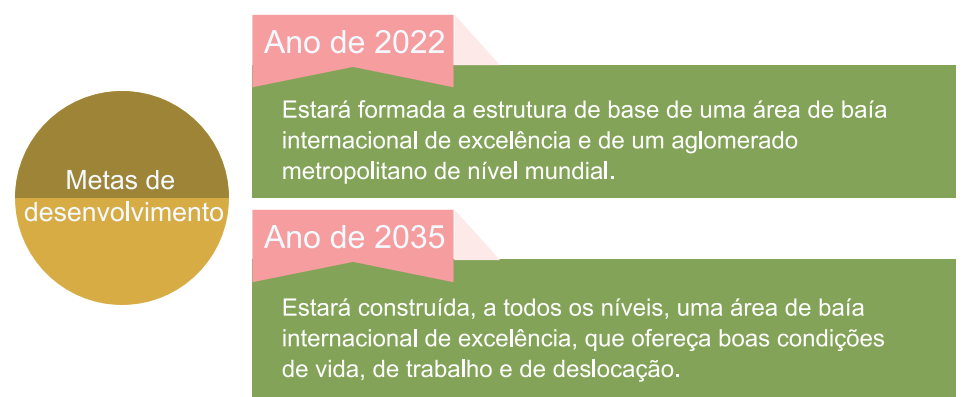 Metas de
desenvolvimento
Ano de 2022
Estará formada a estrutura de base de uma área de baía
internacional de excelência e de um aglomerado
metropolitano de nível mundial.
Ano de 2035
Estará construída, a todos os níveis, uma área de baía
internacional de excelência, que ofereça boas condições
de vida, de trabalho e de deslocação.